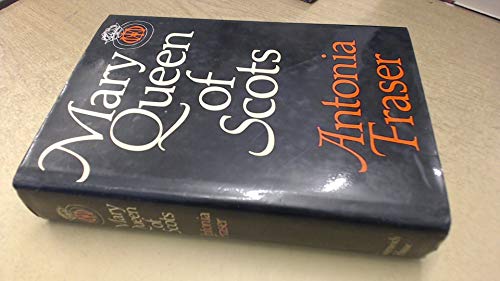 Mary
Queen
of
Scots
Antonia
Fraser
Mary
Queen
of
Scots
Antonia
Fraser